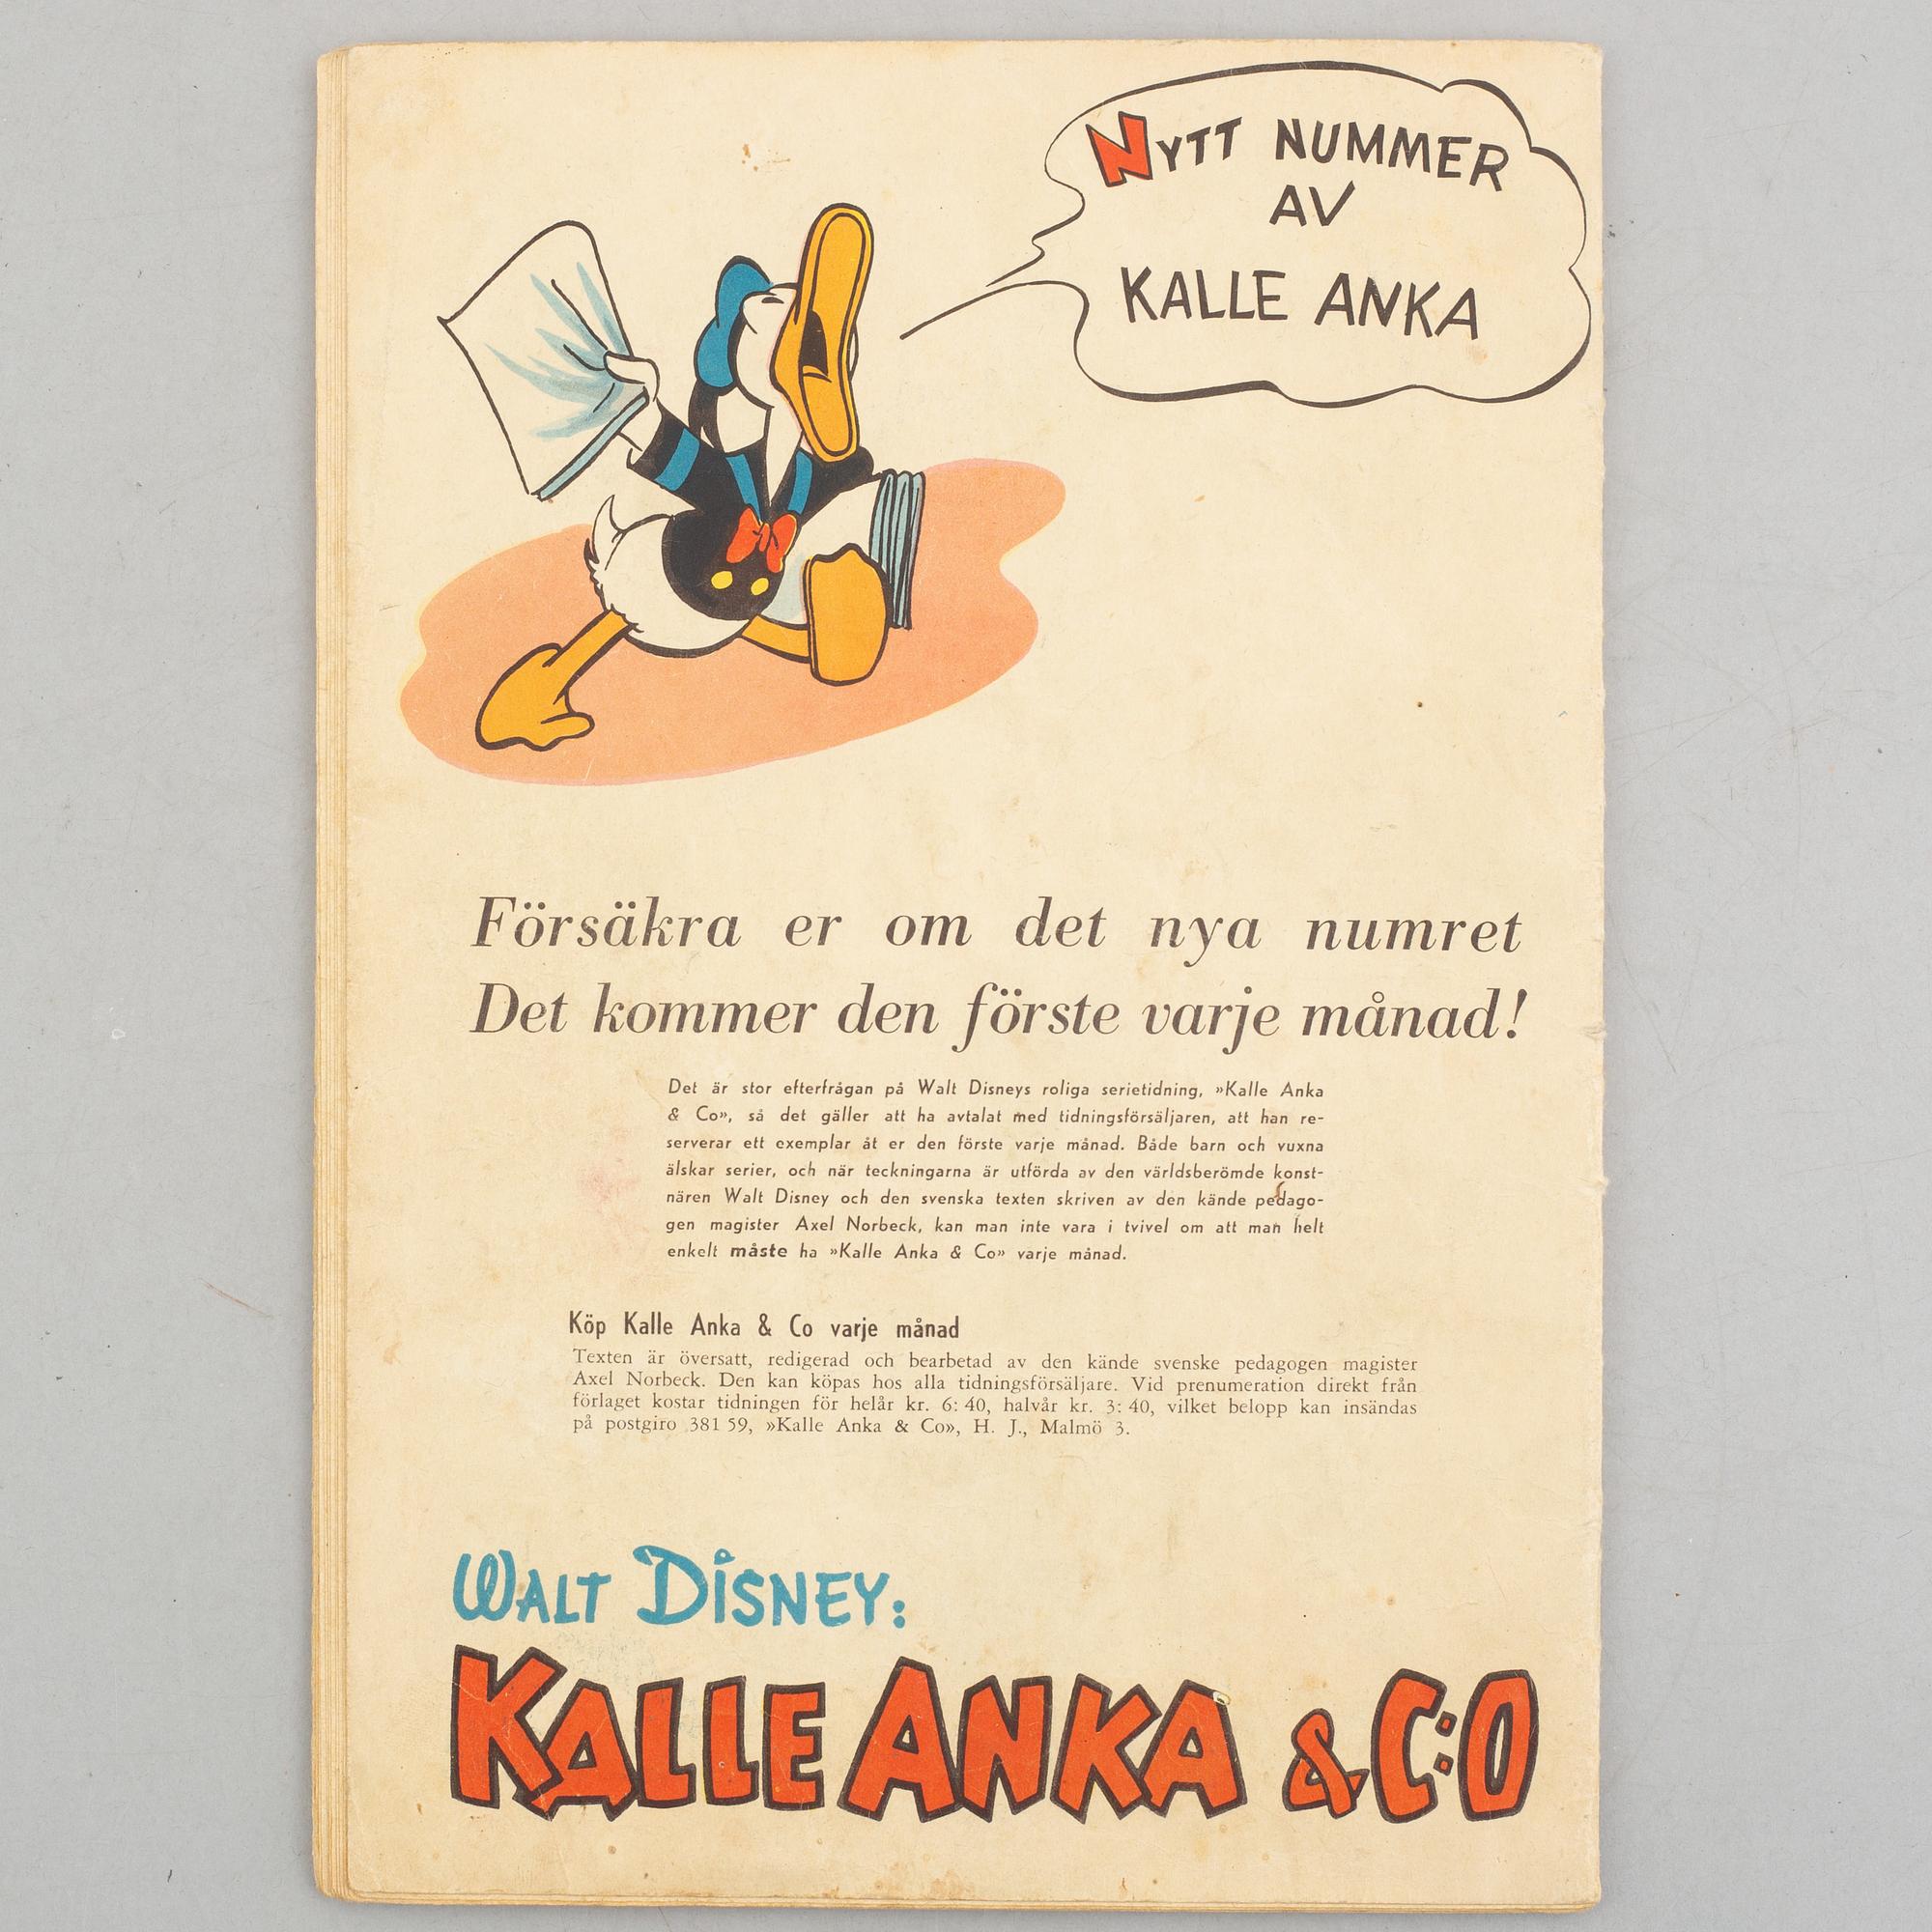 NYTT NUMMER
AV
KALLE ANKA
Försäkra er om det nya numret
Det kommer den förste varje månad!
Det är stor efterfrågan på Walt Disneys roliga serietidning, »Kalle Anka
& Co», så det gäller att ha avtalat med tidningsförsäljaren, att han re-
serverar ett exemplar åt er den förste varje månad. Både barn och vuxna
älskar serier, och när teckningarna är utförda av den världsberömde konst-
nären Walt Disney och den svenska texten skriven av den kände pedago-
gen magister Axel Norbeck, kan man inte vara i tvivel om att man helt
enkelt måste ha »Kalle Anka & Co» varje månad.
Köp Kalle Anka & Co varje månad
Texten är översatt, redigerad och bearbetad av den kände svenske pedagogen magister
Axel Norbeck. Den kan köpas hos alla tidningsförsäljare. Vid prenumeration direkt från
förlaget kostar tidningen för helår kr. 6: 40, halvår kr. 3: 40, vilket belopp kan insändas
på postgiro 381 59, »Kalle Anka & Co», H. J., Malmö 3.
WALT DISNEY:
KALLE ANKA & C:O